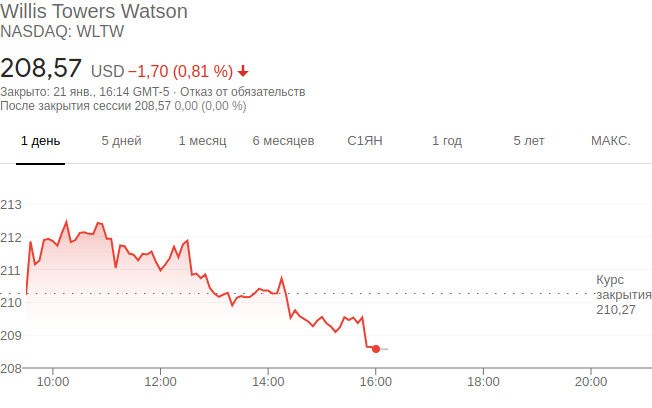 Willis Towers Watson
NASDAQ: WLTW
208,57 USD −1,70 (0,81 %)
Закрыто: 21 янв., 16:14 GMT-5 · Отказ от обязательств
После закрытия сессии 208,57 0,00 (0,00 %)
1 день 5 дней 1 месяц 6 месяцев С1ЯН 1 год 5 лет МАКС.
213
212
211
210
209
208
Курс
закрытия
210,27
10:00 12:00 14:00 16:00 18:00 20:00